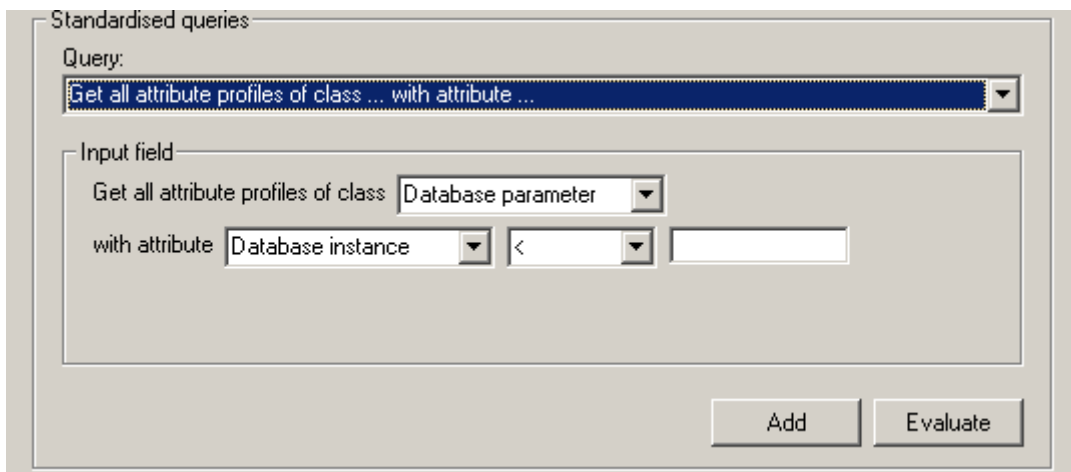 Standardised queries
Query:
Get all attribute profiles of class ... with attribute ...
Input field
Get all attribute profiles of class Database parameter
with attribute Database instance <
Add Evaluate